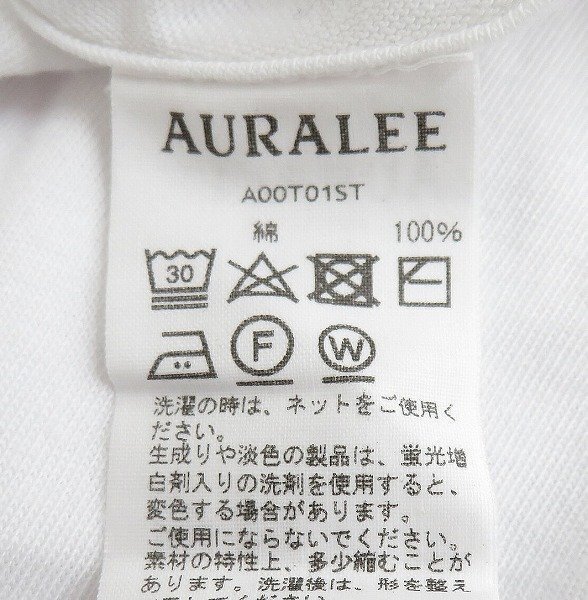 AURALEE
A00T01ST
綿 100%
30
F W
洗濯の時は、ネットをご使用く
ださい。
生成りや淡色の製品は、蛍光増
白剤入りの洗剤を使用すると、
変色する場合があります。
ご使用にならないでください。
素材の特性上、多少縮むことが
あります。洗濯後は、形を整え